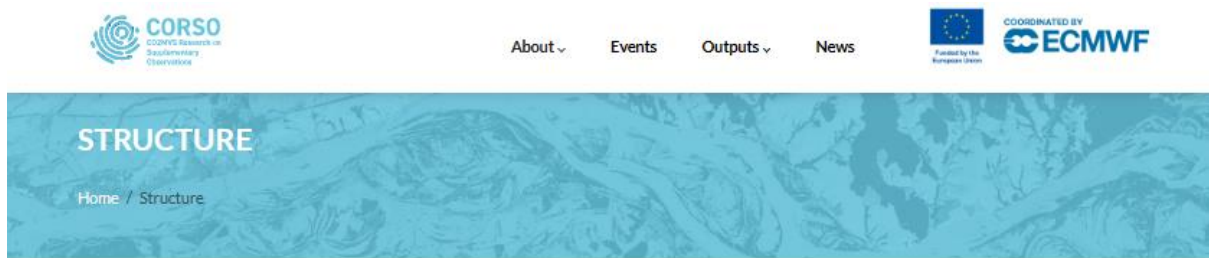 CORSO
CO2MVS Research on
Supplementary
Observations
About
Events
Outputs
News
Funded by the
European Union
COORDINATED BY
ECMWF
STRUCTURE
Home / Structure